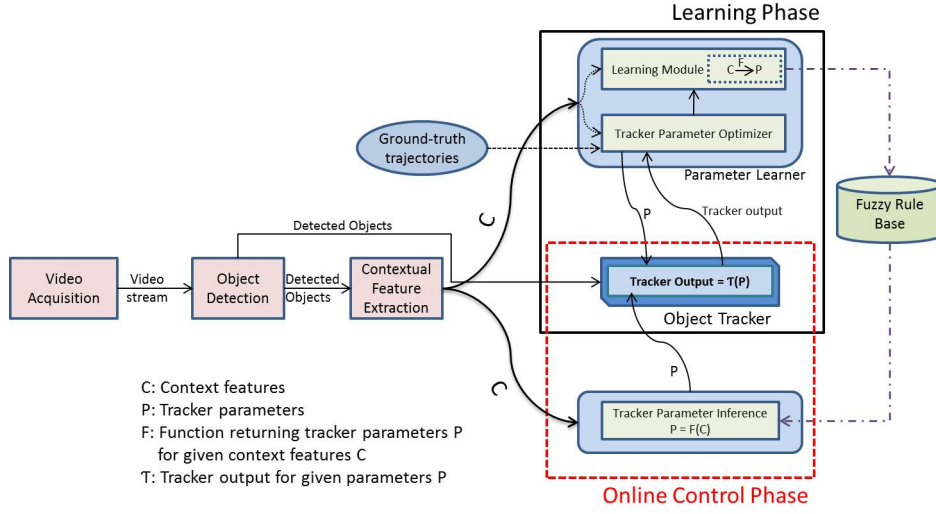 Learning Phase
Learning Module
F
C → P
Tracker Parameter Optimizer
Parameter Learner
Ground-truth
trajectories
C
P
Tracker output
Fuzzy Rule
Base
Detected Objects
Video
Acquisition
Video
stream
Object
Detection
Detected
Objects
Contextual
Feature
Extraction
Tracker Output = T(P)
Object Tracker
C
P
Tracker Parameter Inference
P = F(C)
Online Control Phase
C: Context features
P: Tracker parameters
F: Function returning tracker parameters P
for given context features C
T: Tracker output for given parameters P